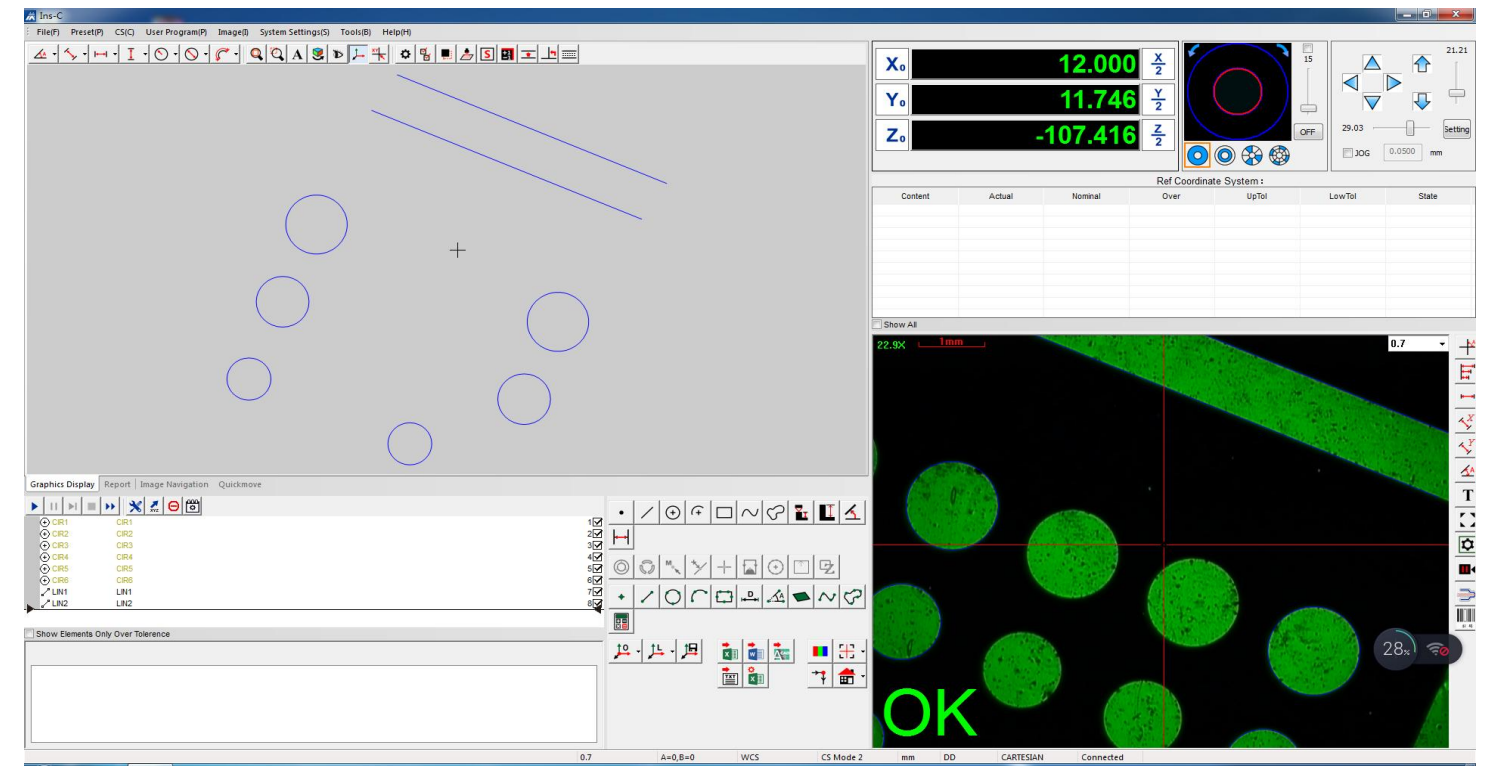 Ins-C
File(F) Preset(P) CS(C) User Program(P) Image(I) System Settings(S) Tools(B) Help(H)
X₀ 12.000 X/2
Y₀ 11.746 Y/2
Z₀ -107.416 Z/2
15
OFF
21.21
29.03
Setting
JOG 0.0500 mm
Ref Coordinate System :
Content Actual Nominal Over UpTol LowTol State
Show All
22.9X 1mm
0.7
OK
28%
Graphics Display Report Image Navigation Quickmove
CIR1 CIR1 1
CIR2 CIR2 2
CIR3 CIR3 3
CIR4 CIR4 4
CIR5 CIR5 5
CIR6 CIR6 6
LIN1 LIN1 7
LIN2 LIN2 8
Show Elements Only Over Tolerence
0.7 A=0,B=0 WCS CS Mode 2 mm DD CARTESIAN Connected